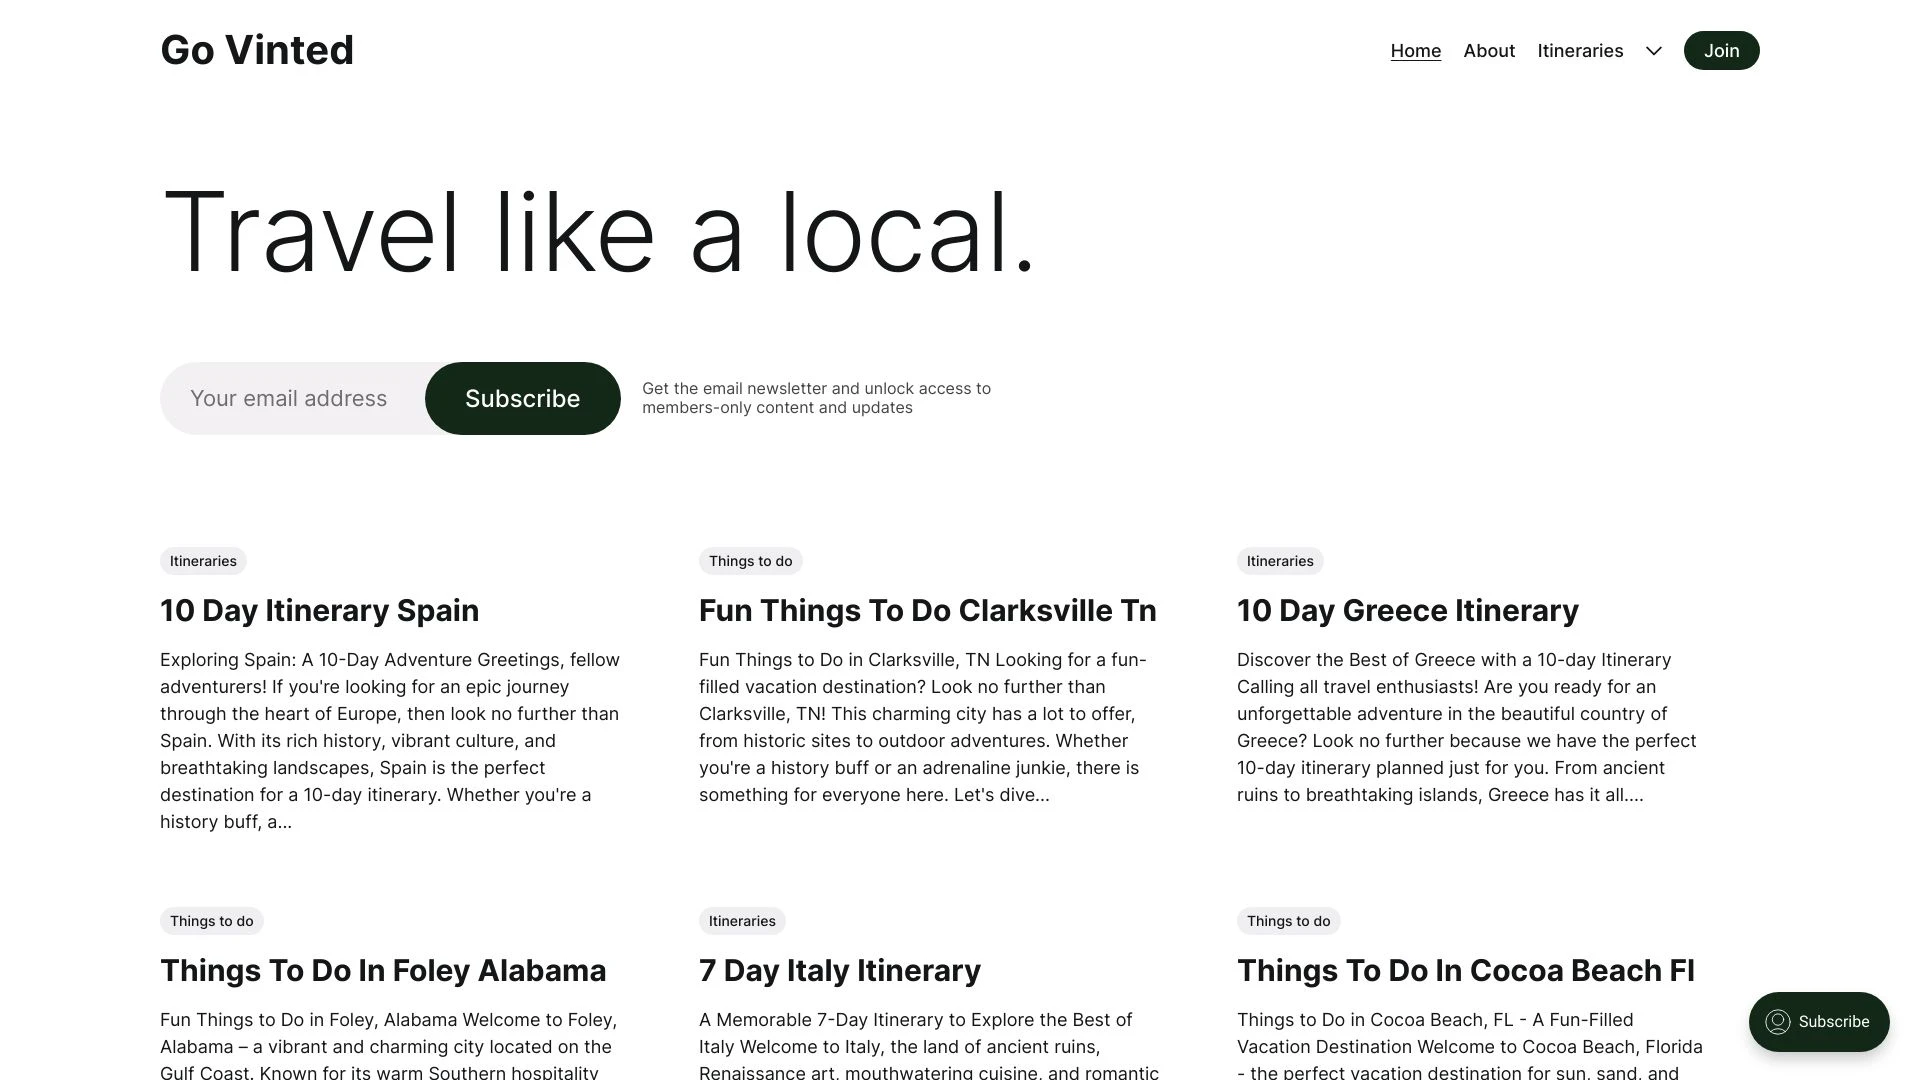 Go Vinted
Home About Itineraries Join
Travel like a local.
Your email address
Subscribe
Get the email newsletter and unlock access to
members-only content and updates
Itineraries
10 Day Itinerary Spain
Exploring Spain: A 10-Day Adventure Greetings, fellow
adventurers! If you're looking for an epic journey
through the heart of Europe, then look no further than
Spain. With its rich history, vibrant culture, and
breathtaking landscapes, Spain is the perfect
destination for a 10-day itinerary. Whether you're a
history buff, a...
Things to do
Fun Things To Do Clarksville Tn
Fun Things to Do in Clarksville, TN Looking for a fun-
filled vacation destination? Look no further than
Clarksville, TN! This charming city has a lot to offer,
from historic sites to outdoor adventures. Whether
you're a history buff or an adrenaline junkie, there is
something for everyone here. Let's dive...
Itineraries
10 Day Greece Itinerary
Discover the Best of Greece with a 10-day Itinerary
Calling all travel enthusiasts! Are you ready for an
unforgettable adventure in the beautiful country of
Greece? Look no further because we have the perfect
10-day itinerary planned just for you. From ancient
ruins to breathtaking islands, Greece has it all....
Things to do
Things To Do In Foley Alabama
Fun Things to Do in Foley, Alabama Welcome to Foley,
Alabama – a vibrant and charming city located on the
Gulf Coast. Known for its warm Southern hospitality
Itineraries
7 Day Italy Itinerary
A Memorable 7-Day Itinerary to Explore the Best of
Italy Welcome to Italy, the land of ancient ruins,
Renaissance art, mouthwatering cuisine, and romantic
Things to do
Things To Do In Cocoa Beach Fl
Things to Do in Cocoa Beach, FL - A Fun-Filled
Vacation Destination Welcome to Cocoa Beach, Florida
- the perfect vacation destination for sun, sand, and
Subscribe